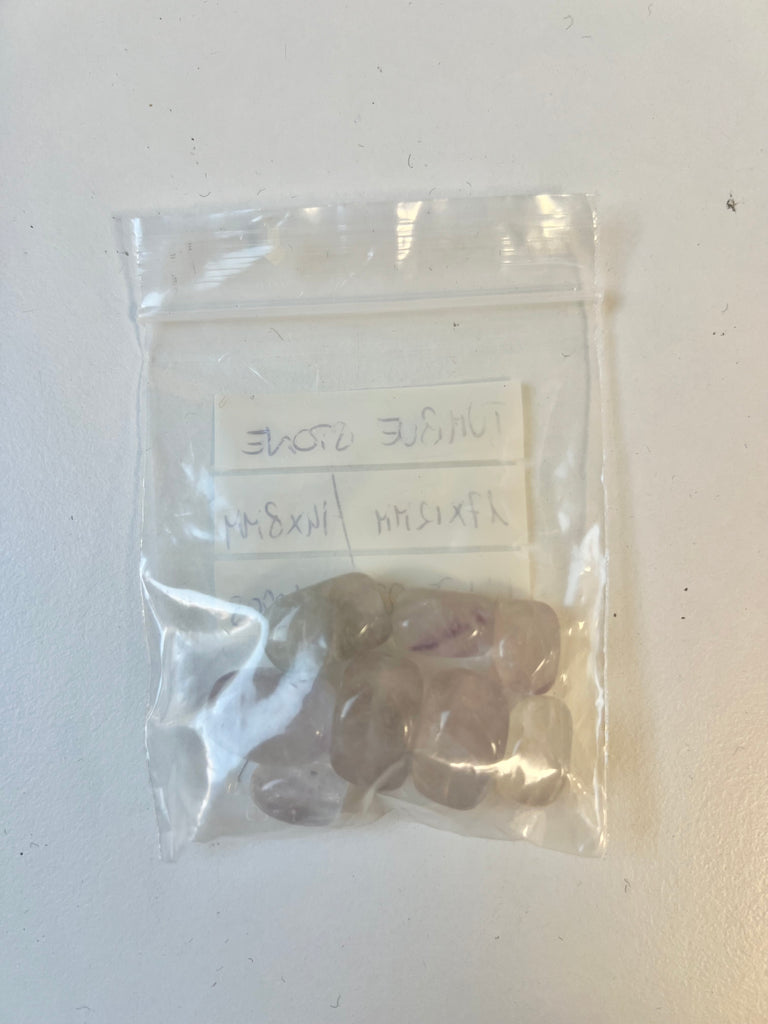 TUMBLE STONE
17X12MM / 14X8MM